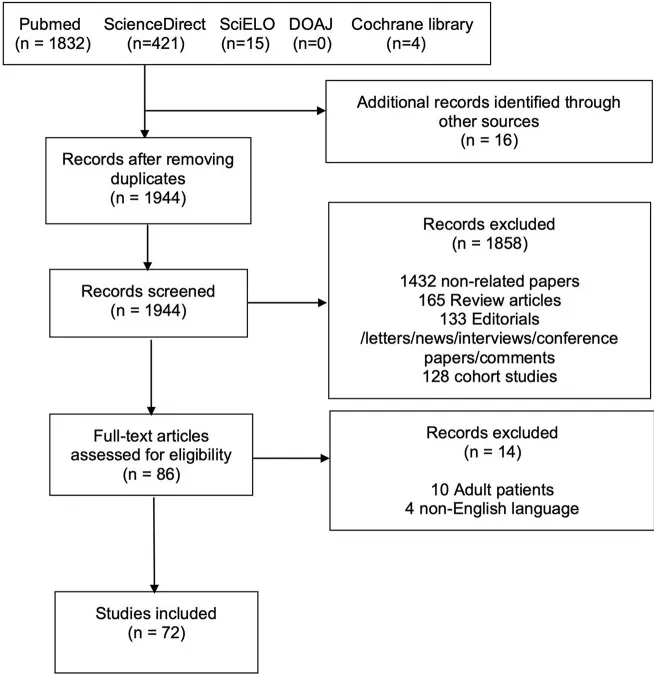 Pubmed ScienceDirect SciELO DOAJ Cochrane library
(n = 1832) (n=421) (n=15) (n=0) (n=4)
Additional records identified through
other sources
(n = 16)
Records after removing
duplicates
(n = 1944)
Records excluded
(n = 1858)
1432 non-related papers
165 Review articles
133 Editorials
/letters/news/interviews/conference
papers/comments
128 cohort studies
Records screened
(n = 1944)
Full-text articles
assessed for eligibility
(n = 86)
Records excluded
(n = 14)
10 Adult patients
4 non-English language
Studies included
(n = 72)